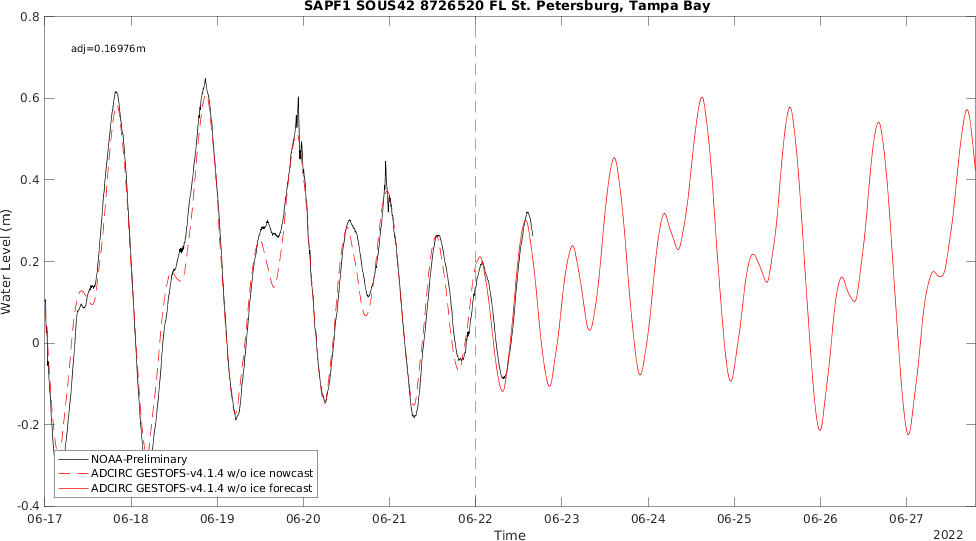 SAPF1 SOUS42 8726520 FL St. Petersburg, Tampa Bay
adj=0.16976m
0.8
0.6
0.4
0.2
0
-0.2
-0.4
Water Level (m)
NOAA-Preliminary
ADCIRC GESTOFS-v4.1.4 w/o ice nowcast
ADCIRC GESTOFS-v4.1.4 w/o ice forecast
06-17 06-18 06-19 06-20 06-21 06-22 06-23 06-24 06-25 06-26 06-27
Time
2022